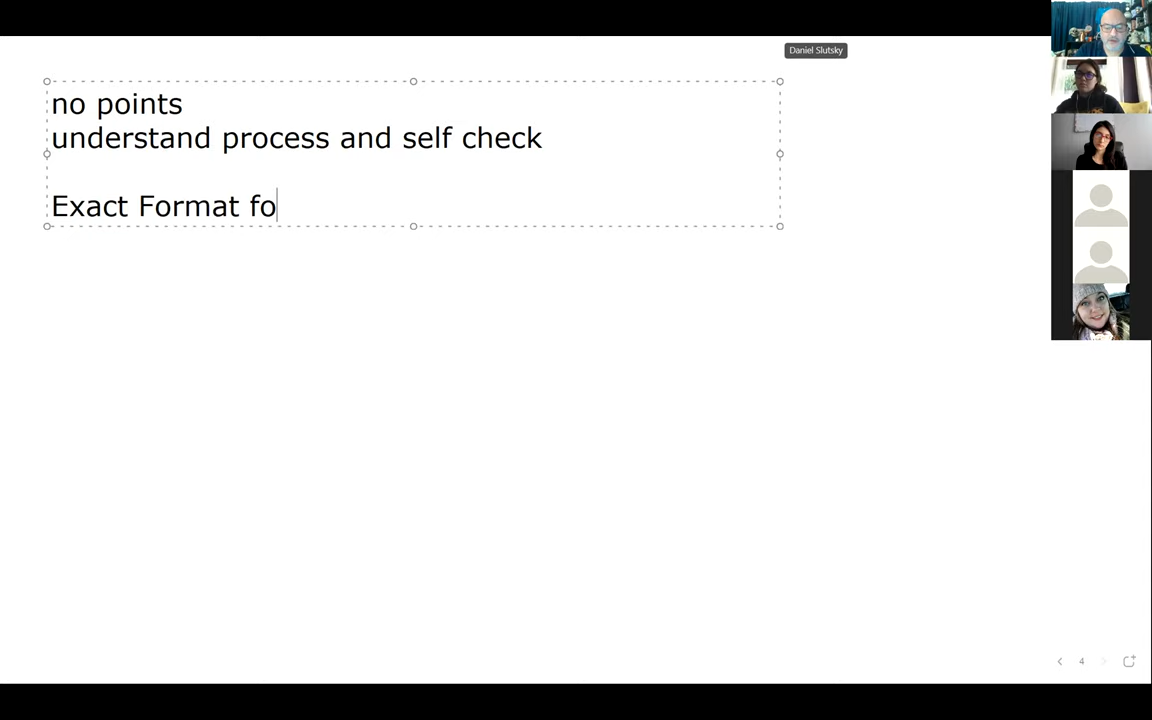 Daniel Slutsky
no points
understand process and self check
Exact Format fo
4